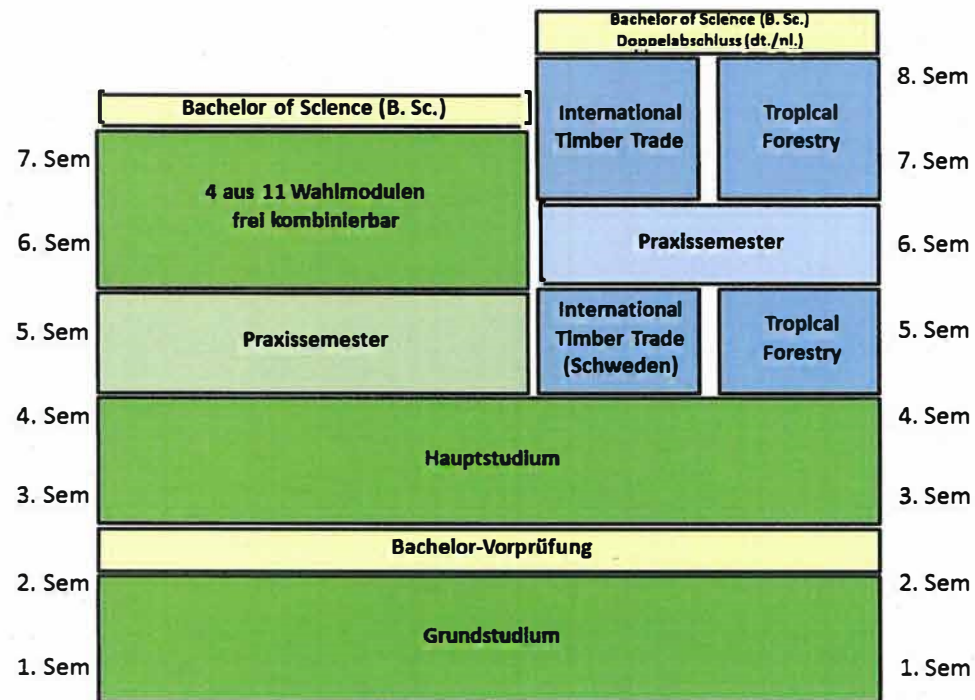 Bachelor of Science (B. Sc.)
Doppelabschluss (dt./nl.)
8. Sem
International
Timber Trade
Tropical
Forestry
Bachelor of Science (B. Sc.)
7. Sem
4 aus 11 Wahlmodulen
frei kombinierbar
7. Sem
6. Sem
Praxissemester
6. Sem
5. Sem
Praxissemester
International
Timber Trade
(Schweden)
Tropical
Forestry
5. Sem
4. Sem
Hauptstudium
4. Sem
3. Sem
3. Sem
Bachelor-Vorprüfung
2. Sem
2. Sem
Grundstudium
1. Sem
1. Sem